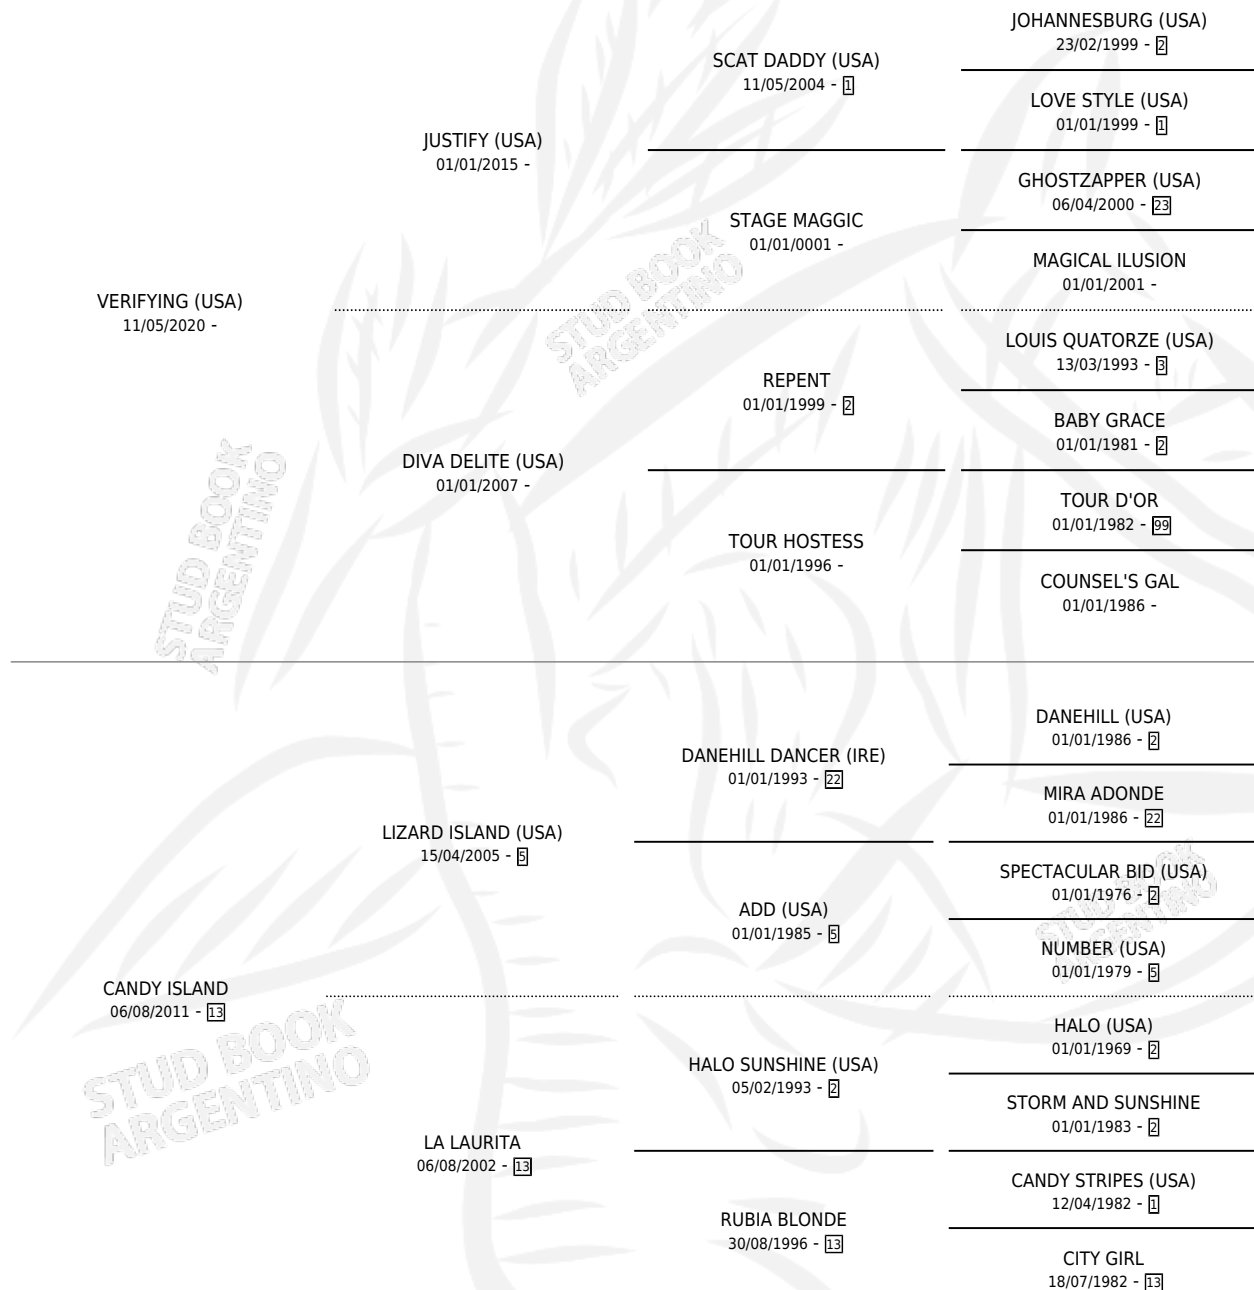 JOHANNESBURG (USA)
23/02/1999 - 2
SCAT DADDY (USA)
11/05/2004 - 1
LOVE STYLE (USA)
01/01/1999 - 1
JUSTIFY (USA)
01/01/2015 -
GHOSTZAPPER (USA)
06/04/2000 - 23
STAGE MAGGIC
01/01/0001 -
MAGICAL ILUSION
01/01/2001 -
VERIFYING (USA)
11/05/2020 -
STUD BOOK
ARGENTINO
LOUIS QUATORZE (USA)
13/03/1993 - 3
REPENT
01/01/1999 - 2
BABY GRACE
01/01/1981 - 2
DIVA DELITE (USA)
01/01/2007 -
TOUR D'OR
01/01/1982 - 99
TOUR HOSTESS
01/01/1996 -
COUNSEL'S GAL
01/01/1986 -
STUD BOOK
ARGENTINO
DANEHILL (USA)
01/01/1986 - 2
DANEHILL DANCER (IRE)
01/01/1993 - 22
MIRA ADONDE
01/01/1986 - 22
LIZARD ISLAND (USA)
15/04/2005 - 5
SPECTACULAR BID (USA)
01/01/1976 - 2
STUD BOOK
ARGENTINO
ADD (USA)
01/01/1985 - 5
NUMBER (USA)
01/01/1979 - 5
CANDY ISLAND
06/08/2011 - 13
HALO (USA)
01/01/1969 - 2
HALO SUNSHINE (USA)
05/02/1993 - 2
STORM AND SUNSHINE
01/01/1983 - 2
STUD BOOK
ARGENTINO
LA LAURITA
06/08/2002 - 13
CANDY STRIPES (USA)
12/04/1982 - 1
RUBIA BLONDE
30/08/1996 - 13
CITY GIRL
18/07/1982 - 13